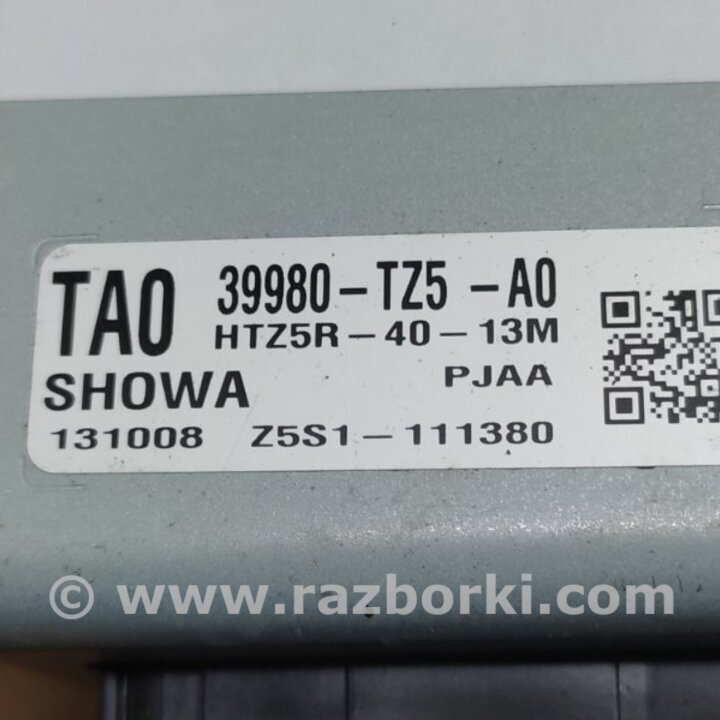 TA0 39980-TZ5 -A0
HTZ5R-40-13M
SHOWA PJAA
131008 Z5S1-111380
© www.razborki.com